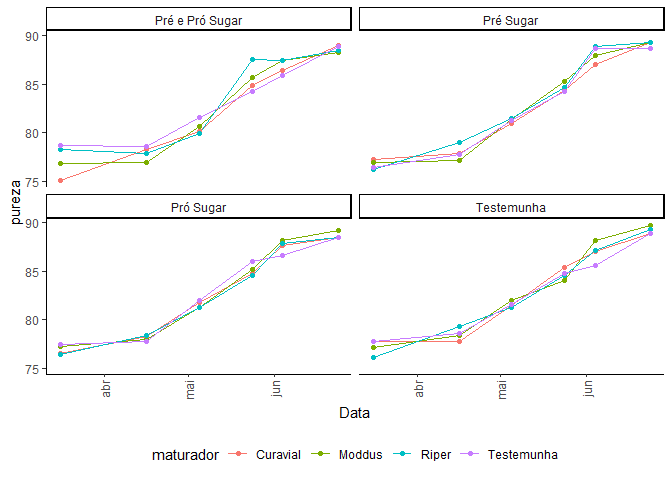 Pré e Pró Sugar Pré Sugar
90
85
80
75
pureza
Pró Sugar Testemunha
90
85
80
75
abr mai jun abr mai jun
Data
maturador Curavial Moddus Riper Testemunha